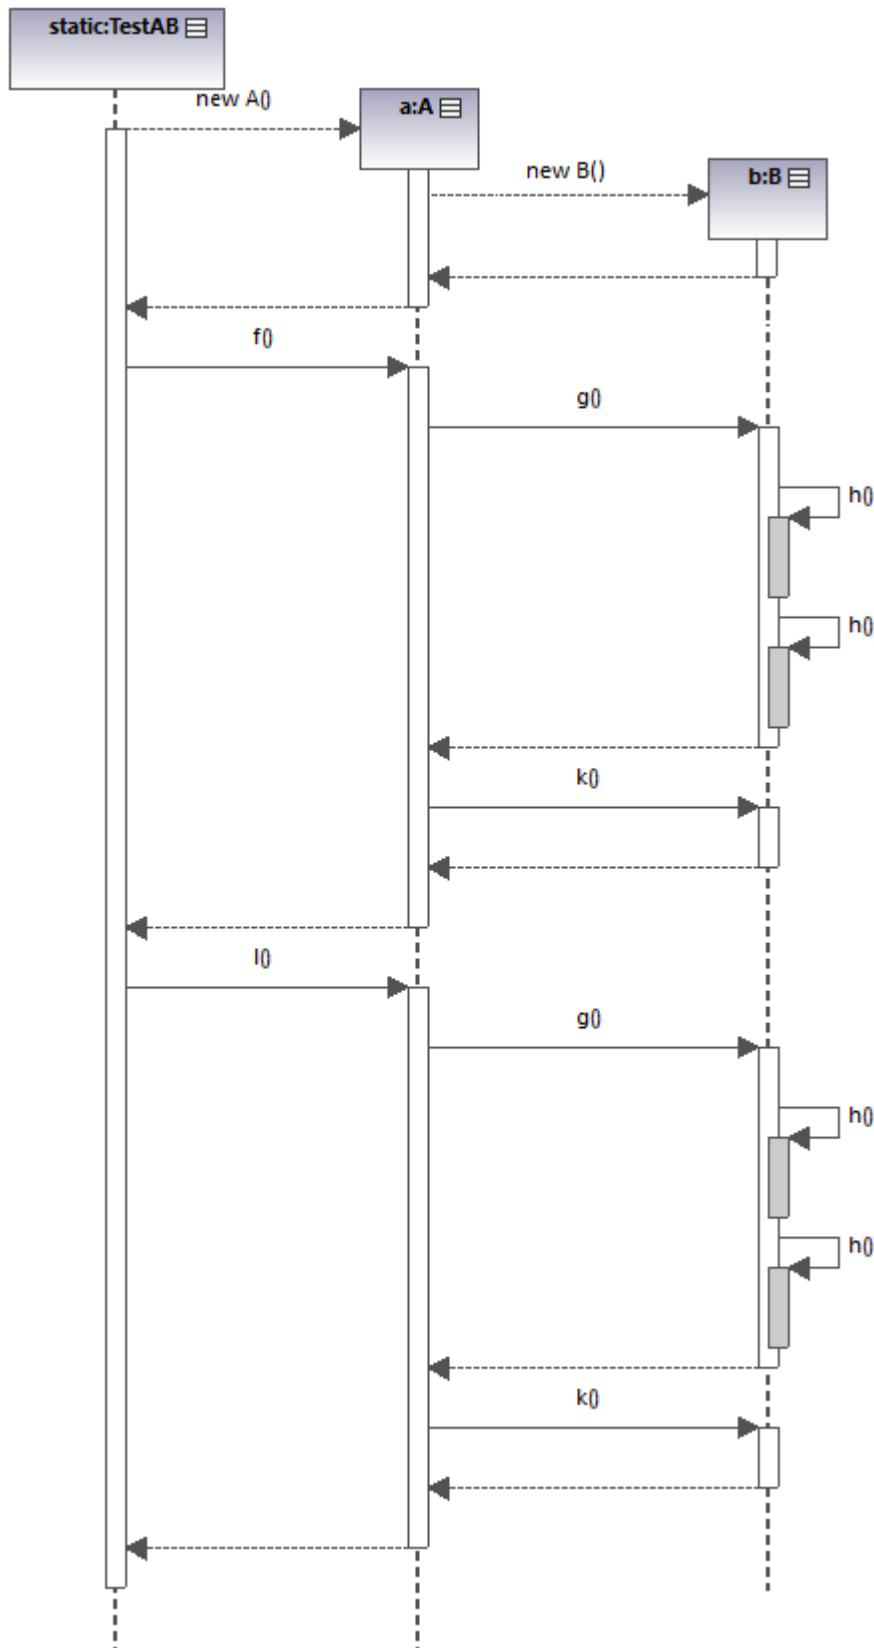 static:TestAB
new A()
a:A
new B()
b:B
f()
g()
h()
h()
k()
l()
g()
h()
h()
k()